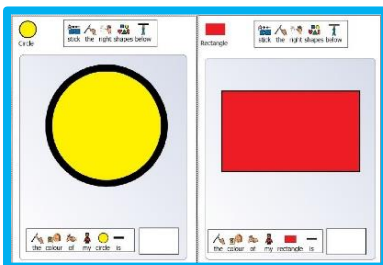 Circle
stick the right shapes below
the colour of my circle is
Rectangle
stick the right shapes below
the colour of my rectangle is